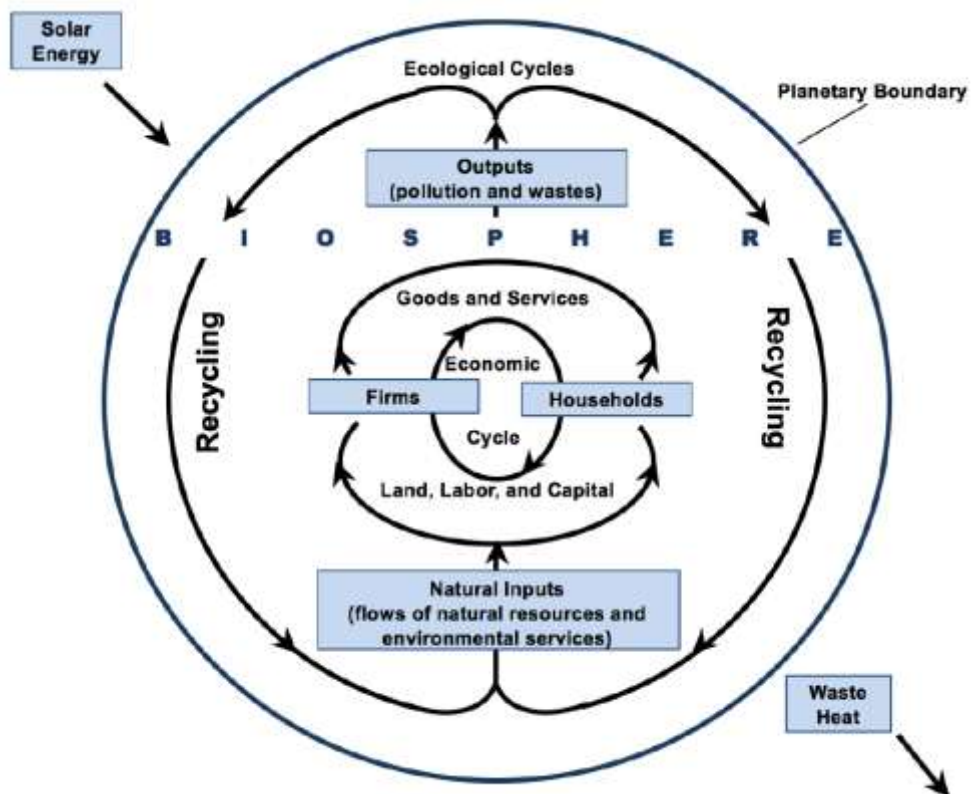 Solar
Energy
Ecological Cycles
Planetary Boundary
Outputs
(pollution and wastes)
B I O S P H E R E
Goods and Services
Recycling
Recycling
Economic
Firms
Households
Cycle
Land, Labor, and Capital
Natural Inputs
(flows of natural resources and
environmental services)
Waste
Heat